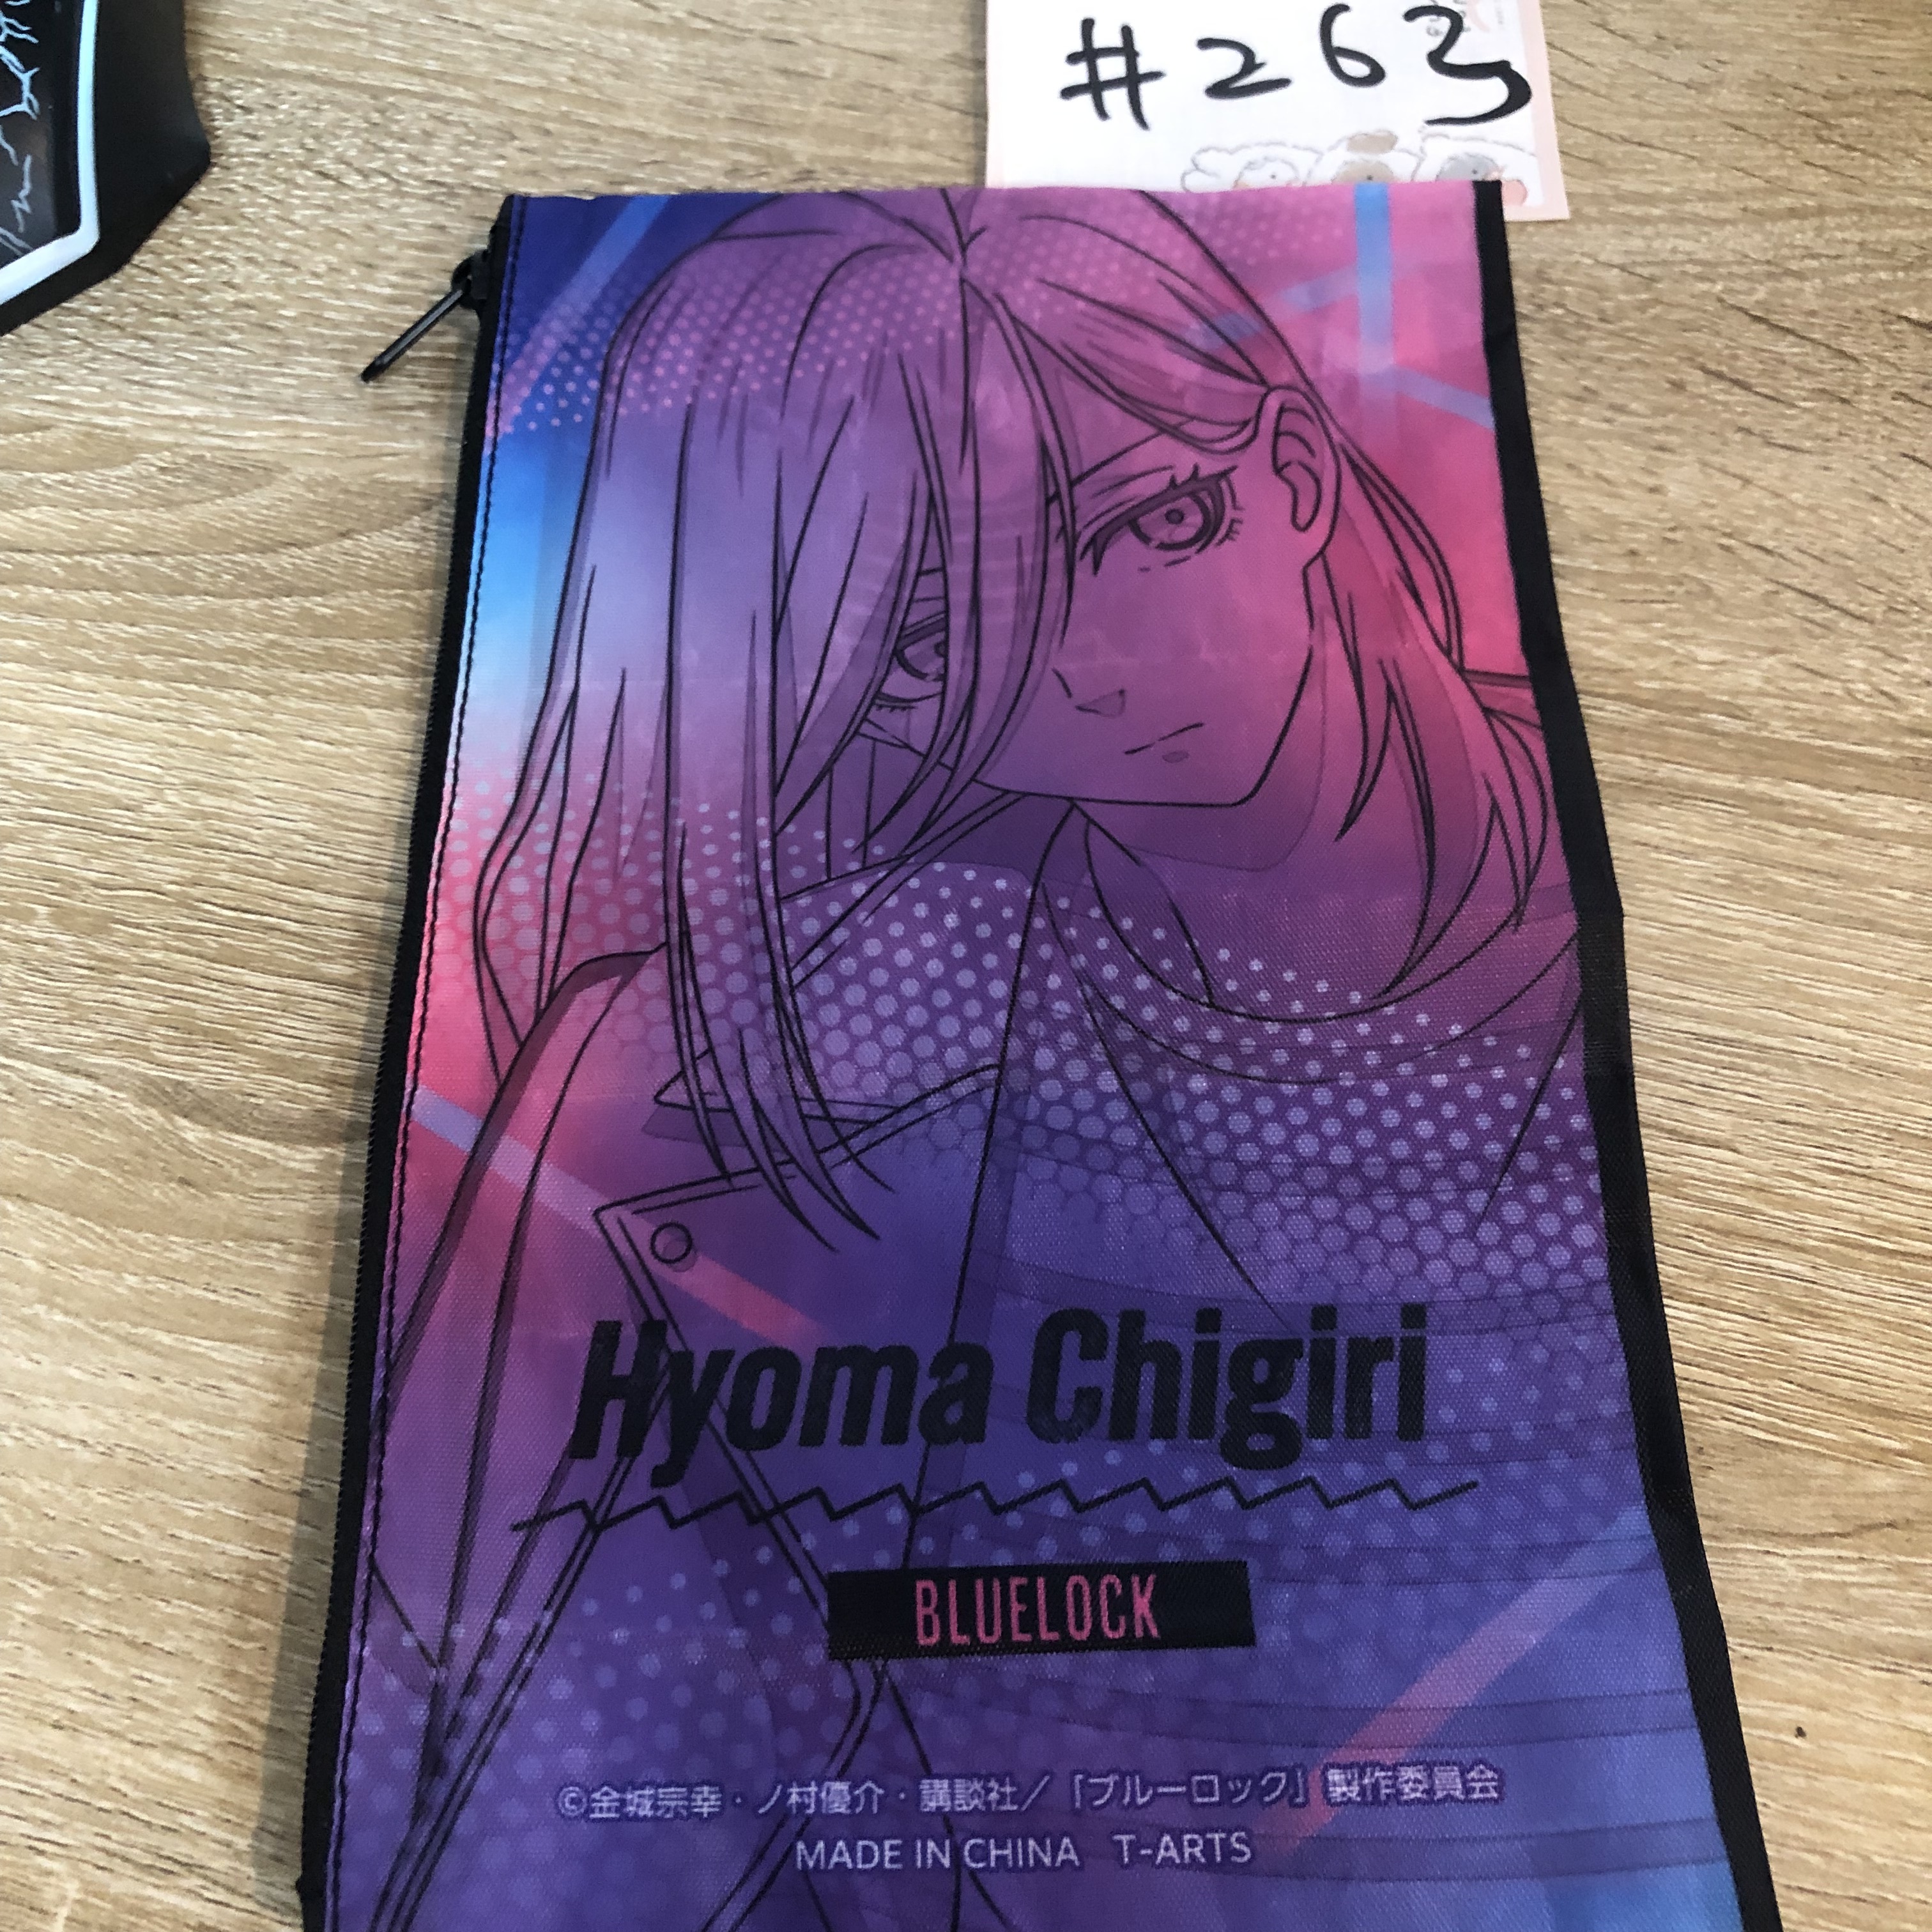 #263
Hyoma Chigiri
BLUELOCK
©金城宗幸・ノ村優介・講談社／「ブルーロック」製作委員会
MADE IN CHINA T-ARTS